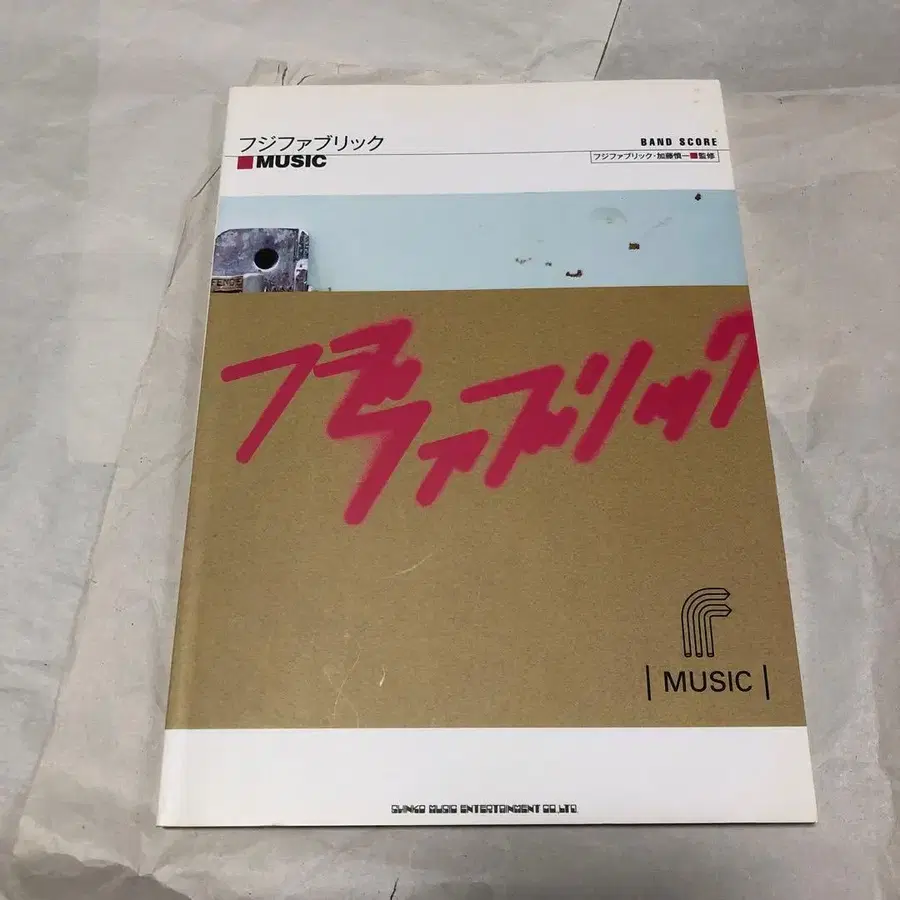 フジファブリック
BAND SCORE
■MUSIC
フジファブリック・加藤慎一■監修
FENDE
フジファブリック
| MUSIC |
SHINKO MUSIC ENTERTAINMENT CO.,LTD.